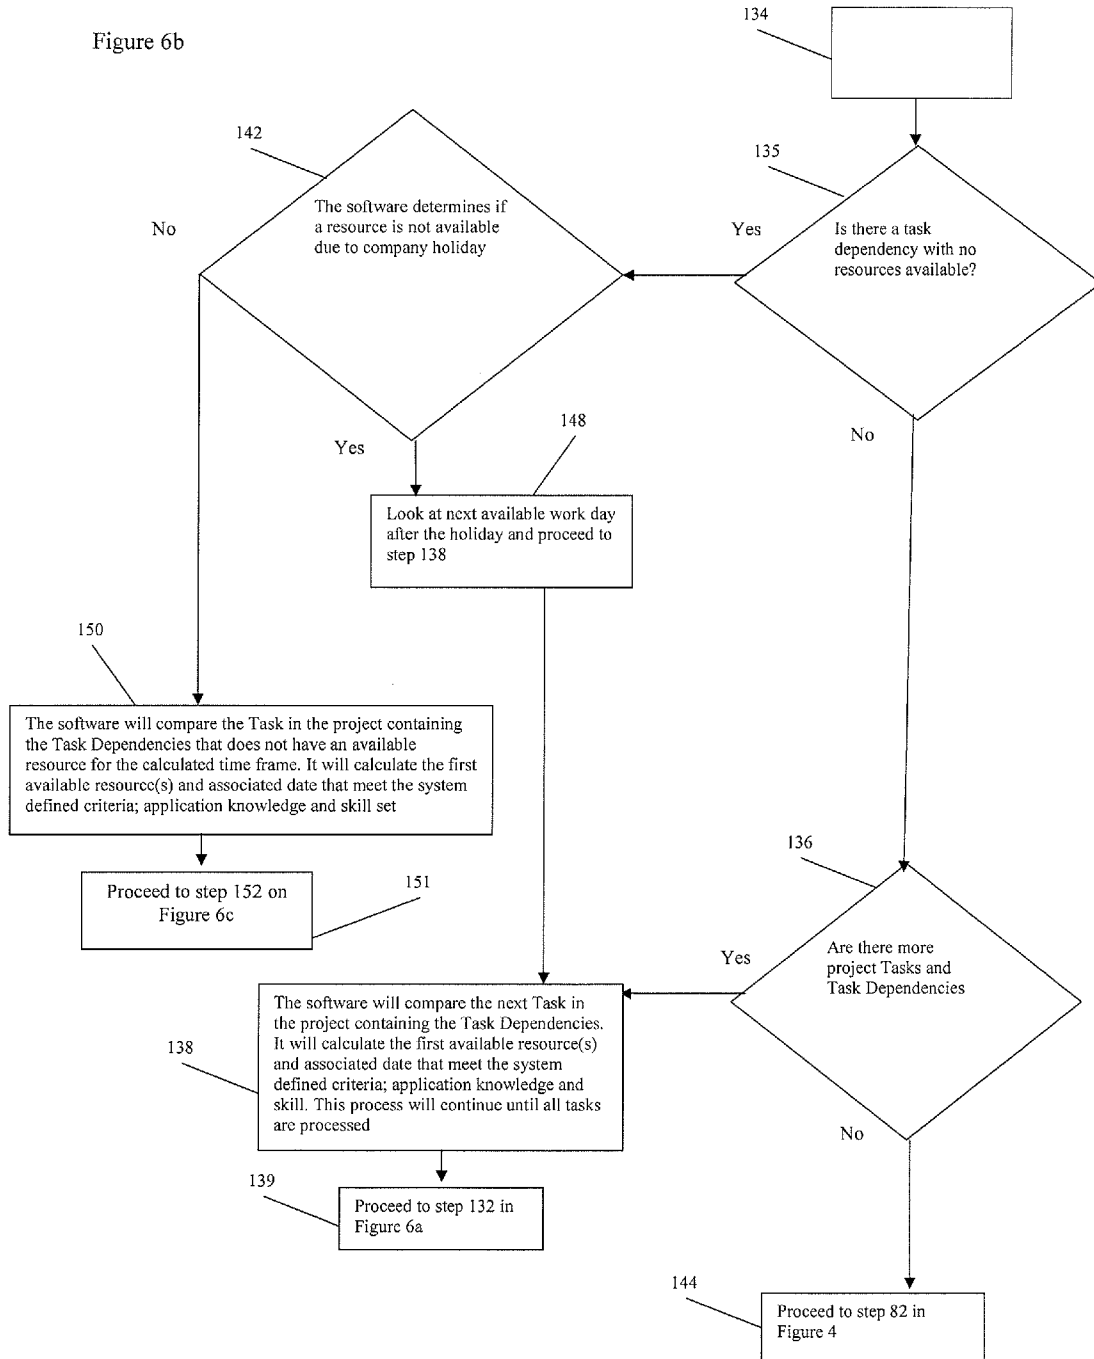 Figure 6b
134
142
135
No
The software determines if
a resource is not available
due to company holiday
Yes
Is there a task
dependency with no
resources available?
Yes
148
No
Look at next available work day
after the holiday and proceed to
step 138
150
The software will compare the Task in the project containing
the Task Dependencies that does not have an available
resource for the calculated time frame. It will calculate the first
available resource(s) and associated date that meet the system
defined criteria; application knowledge and skill set
136
Proceed to step 152 on
Figure 6c
151
Yes
Are there more
project Tasks and
Task Dependencies
138
The software will compare the next Task in
the project containing the Task Dependencies.
It will calculate the first available resource(s)
and associated date that meet the system
defined criteria; application knowledge and
skill. This process will continue until all tasks
are processed
No
139
Proceed to step 132 in
Figure 6a
144
Proceed to step 82 in
Figure 4